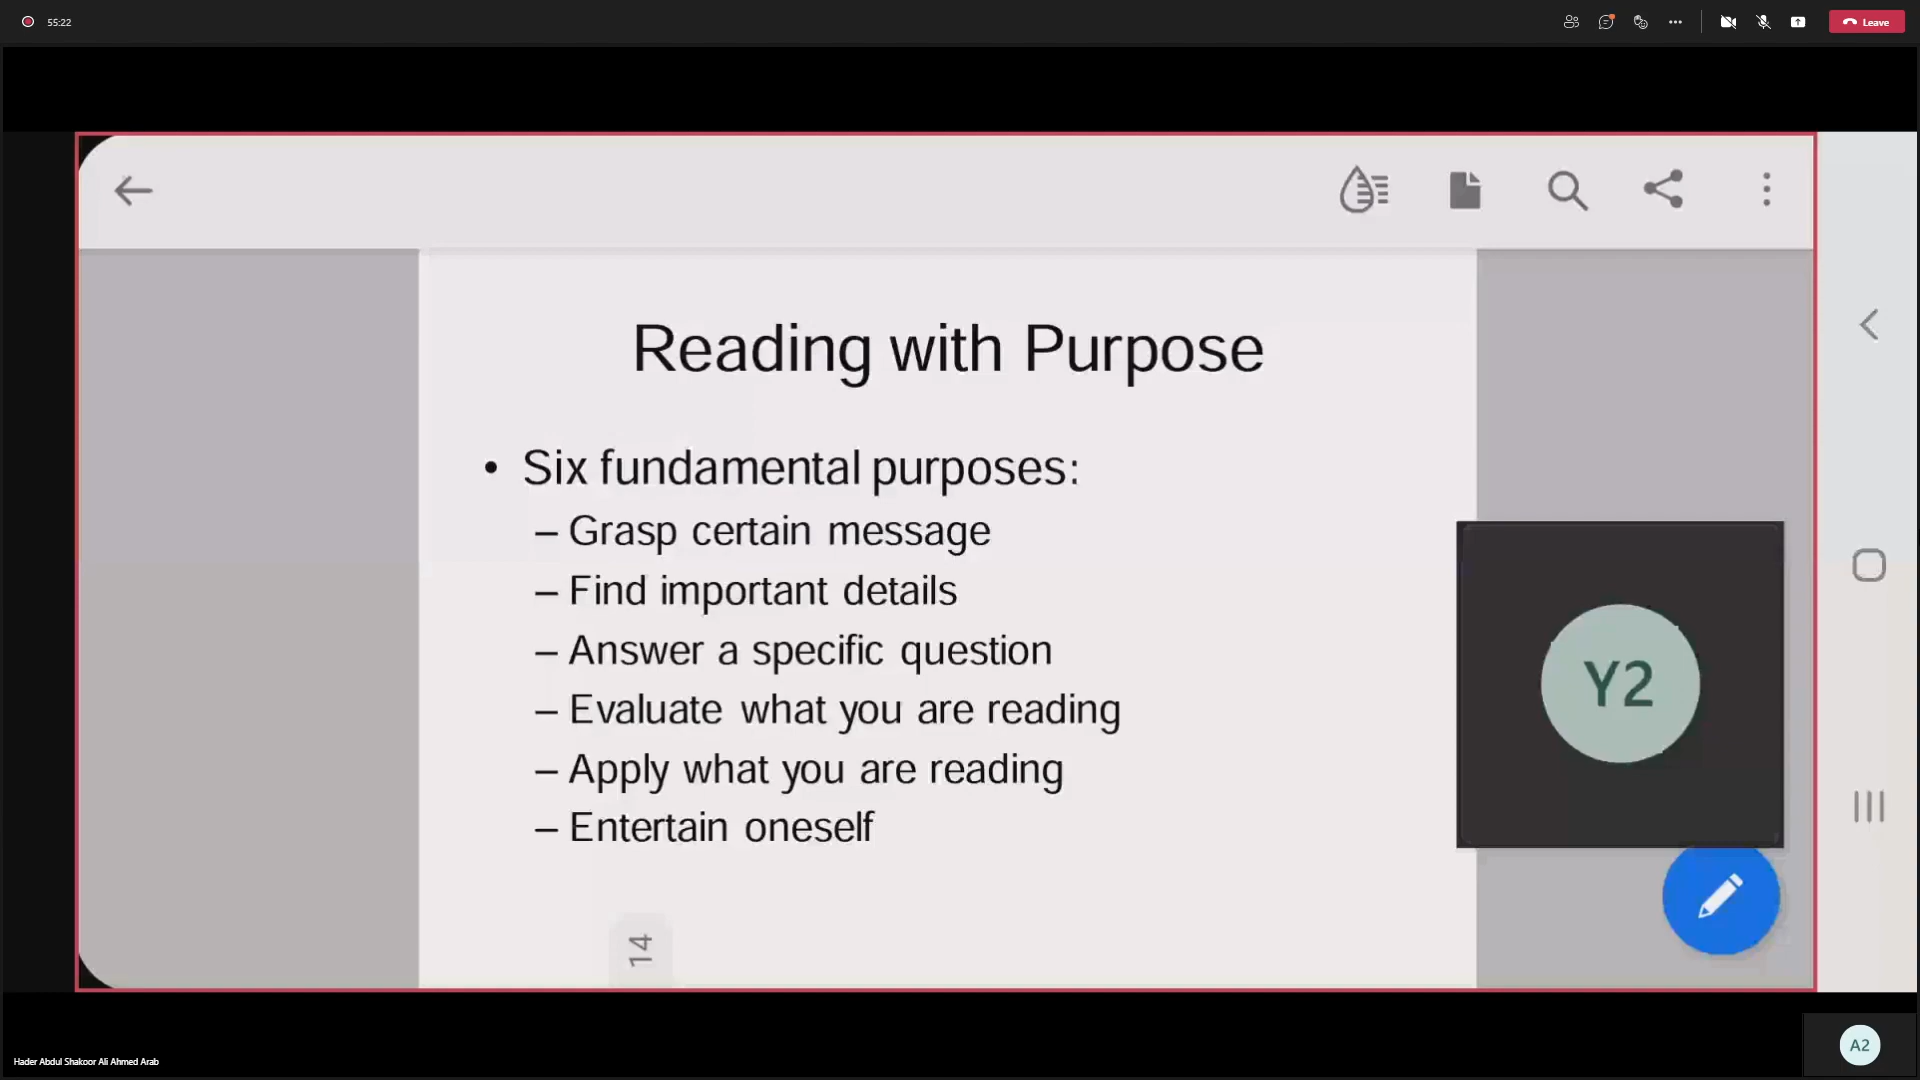 55:22
Leave
Reading with Purpose
• Six fundamental purposes:
– Grasp certain message
– Find important details
– Answer a specific question
– Evaluate what you are reading
– Apply what you are reading
– Entertain oneself
Y2
14
Hader Abdul Shakoor Ali Ahmed Arab
A2